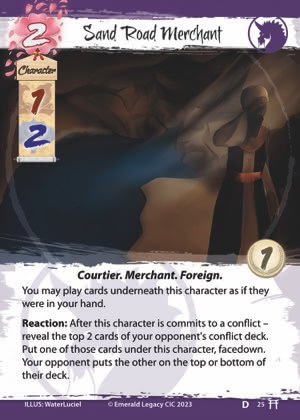 2
Sand Road Merchant
Character
1
2
1
Courtier. Merchant. Foreign.
You may play cards underneath this character as if they
were in your hand.
Reaction: After this character is commits to a conflict –
reveal the top 2 cards of your opponent's conflict deck.
Put one of those cards under this character, facedown.
Your opponent puts the other on the top or bottom of
their deck.
ILLUS: WaterLuciel
© Emerald Legacy CIC 2023
D 25